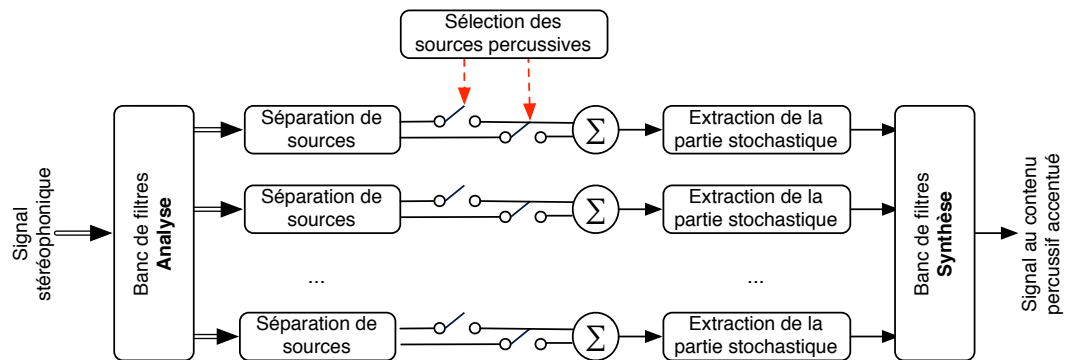 Sélection des
sources percussives
Signal
stéréophonique
Banc de filtres
Analyse
Séparation de
sources
Σ
Extraction de la
partie stochastique
Séparation de
sources
Σ
Extraction de la
partie stochastique
...
...
Séparation de
sources
Σ
Extraction de la
partie stochastique
Banc de filtres
Synthèse
Signal au contenu
percussif accentué